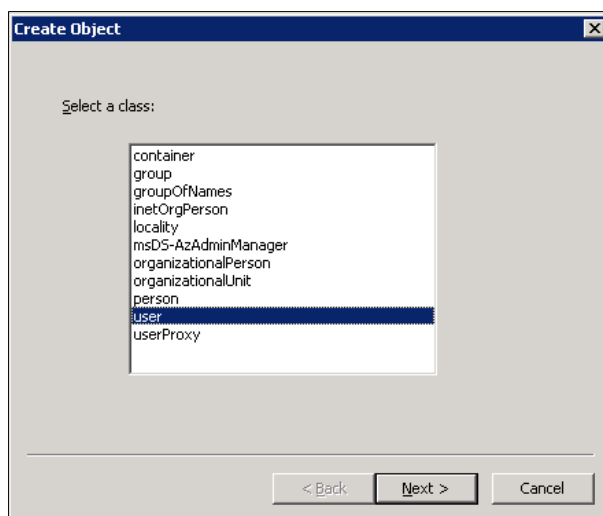 Create Object
Select a class:
container
group
groupOfNames
inetOrgPerson
locality
msDS-AzAdminManager
organizationalPerson
organizationalUnit
person
user
userProxy
< Back Next > Cancel